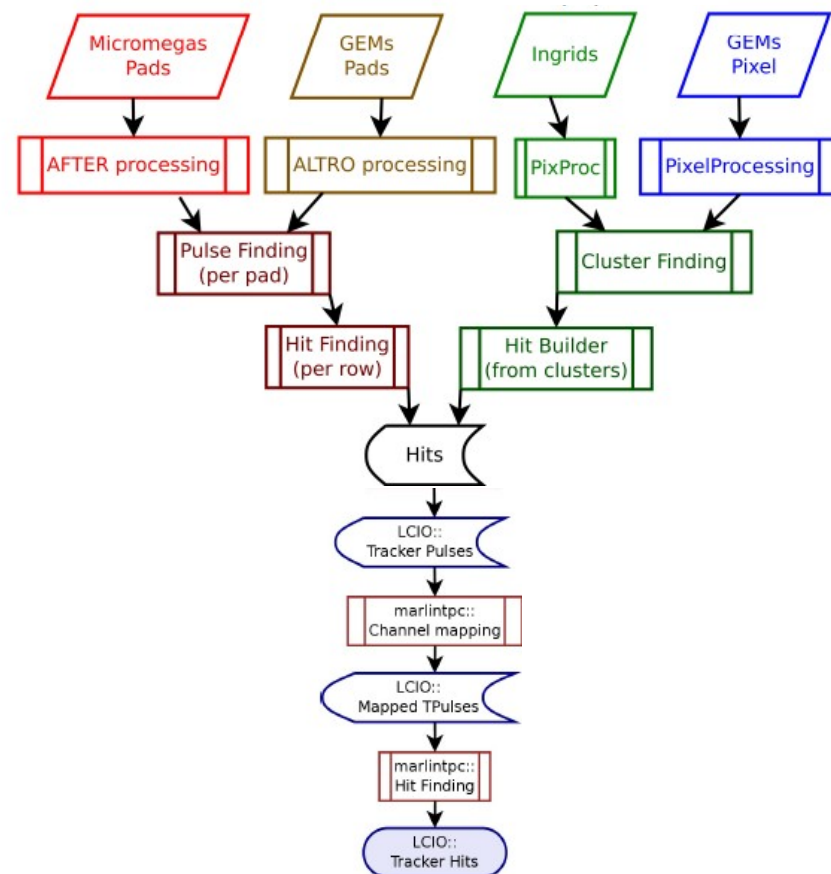 Micromegas
Pads
GEMs
Pads
Ingrids
GEMs
Pixel
AFTER processing
ALTRO processing
PixProc
PixelProcessing
Pulse Finding
(per pad)
Cluster Finding
Hit Finding
(per row)
Hit Builder
(from clusters)
Hits
LCIO::
Tracker Pulses
marlintpc::
Channel mapping
LCIO::
Mapped TPulses
marlintpc::
Hit Finding
LCIO::
Tracker Hits